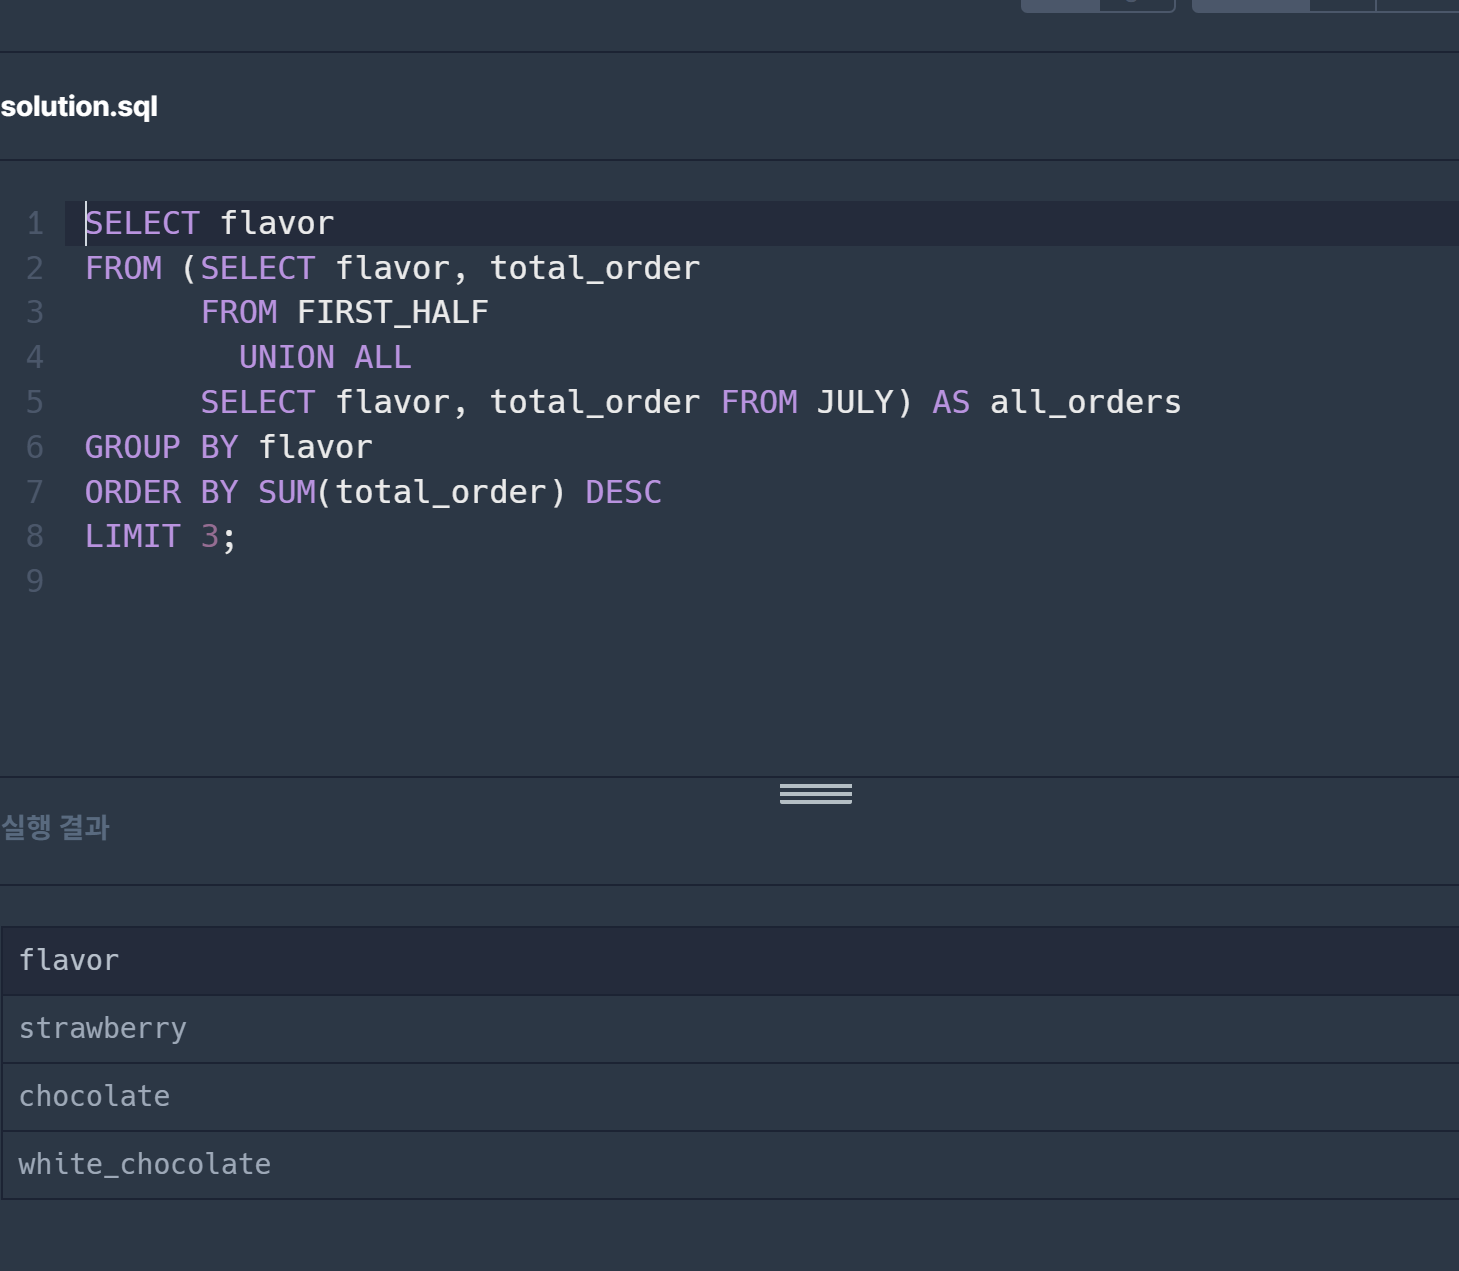 solution.sql
1 SELECT flavor
2 FROM (SELECT flavor, total_order
3       FROM FIRST_HALF
4         UNION ALL
5       SELECT flavor, total_order FROM JULY) AS all_orders
6 GROUP BY flavor
7 ORDER BY SUM(total_order) DESC
8 LIMIT 3;
9
실행 결과
flavor
strawberry
chocolate
white_chocolate